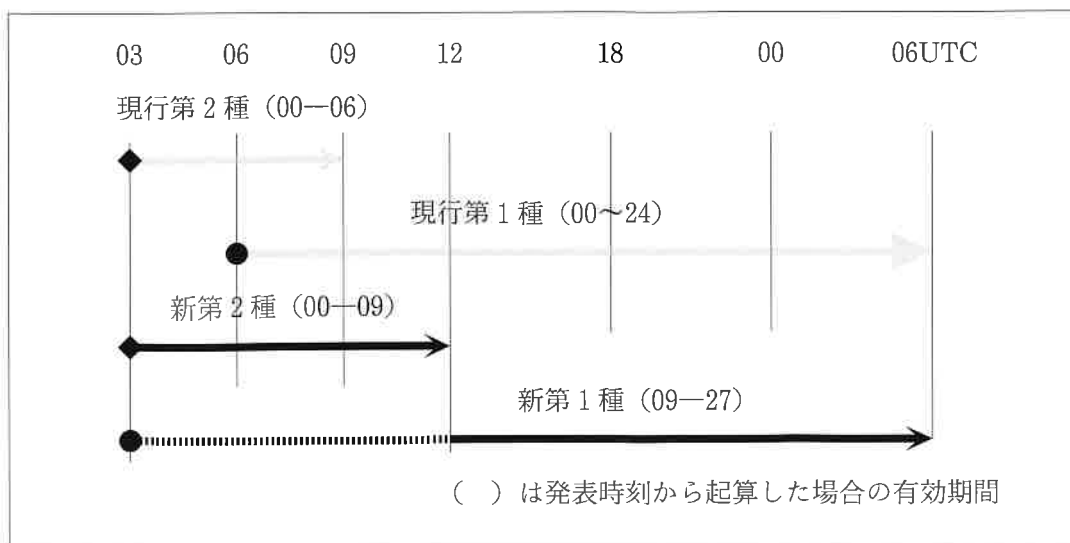 03 06 09 12 18 00 06UTC
現行第2種（00―06）
現行第1種（00～24）
新第2種（00―09）
新第1種（09―27）
（　）は発表時刻から起算した場合の有効期間